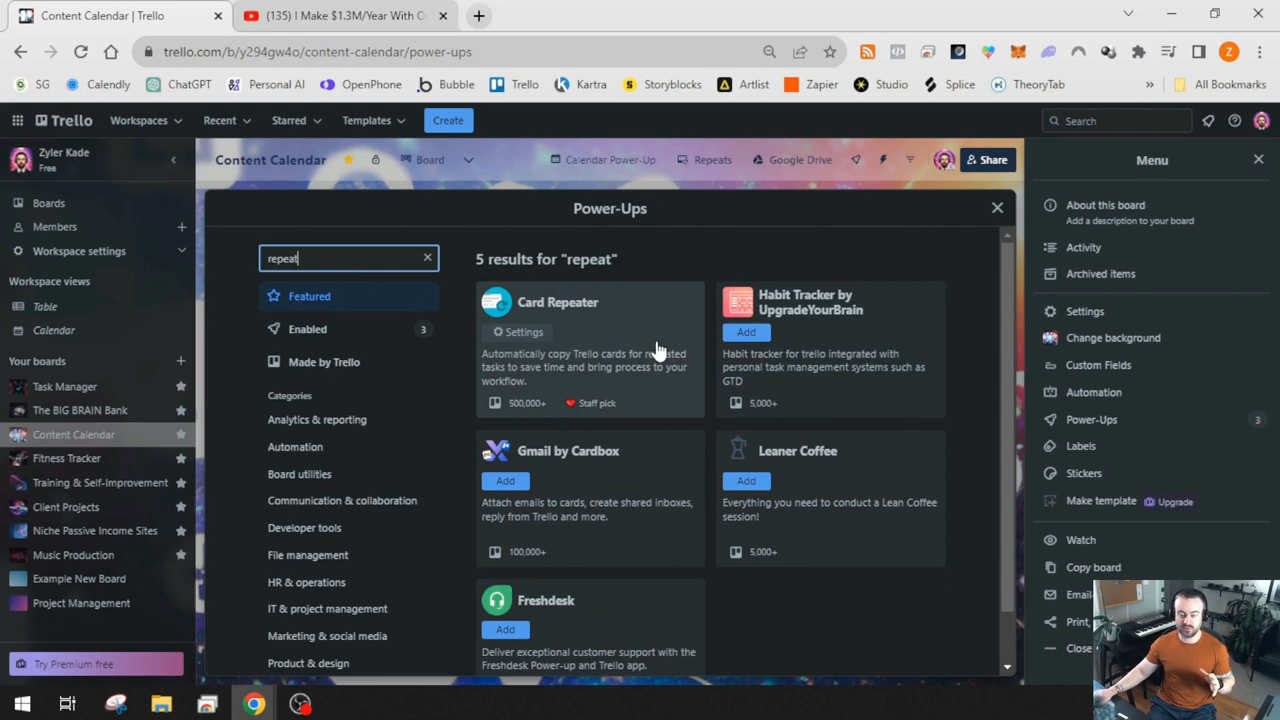 Content Calendar | Trello
(135) I Make $1.3M/Year With O
trello.com/b/y294gw4o/content-calendar/power-ups
SG
Calendly
ChatGPT
Personal AI
OpenPhone
Bubble
Trello
Kartra
Storyblocks
Artlist
Zapier
Studio
Splice
TheoryTab
»
All Bookmarks
Trello
Workspaces
Recent
Starred
Templates
Create
Search
Zyler Kade
Free
Boards
Members
Workspace settings
Workspace views
Table
Calendar
Your boards
Task Manager
The BIG BRAIN Bank
Content Calendar
Fitness Tracker
Training & Self-Improvement
Client Projects
Niche Passive Income Sites
Music Production
Example New Board
Project Management
Try Premium free
Content Calendar
Board
Calendar Power-Up
Repeats
Google Drive
Share
Power-Ups
repeat
Featured
Enabled
3
Made by Trello
Categories
Analytics & reporting
Automation
Board utilities
Communication & collaboration
Developer tools
File management
HR & operations
IT & project management
Marketing & social media
Product & design
5 results for "repeat"
Card Repeater
Settings
Automatically copy Trello cards for repeated
tasks to save time and bring process to your
workflow.
500,000+
Staff pick
Habit Tracker by
UpgradeYourBrain
Add
Habit tracker for trello integrated with
personal task management systems such as
GTD
5,000+
Gmail by Cardbox
Add
Attach emails to cards, create shared inboxes,
reply from Trello and more.
100,000+
Leaner Coffee
Add
Everything you need to conduct a Lean Coffee
session!
5,000+
Freshdesk
Add
Deliver exceptional customer support with the
Freshdesk Power-up and Trello app.
Menu
About this board
Add a description to your board
Activity
Archived items
Settings
Change background
Custom Fields
Automation
Power-Ups
3
Labels
Stickers
Make template
Upgrade
Watch
Copy board
Email
Print,
Close